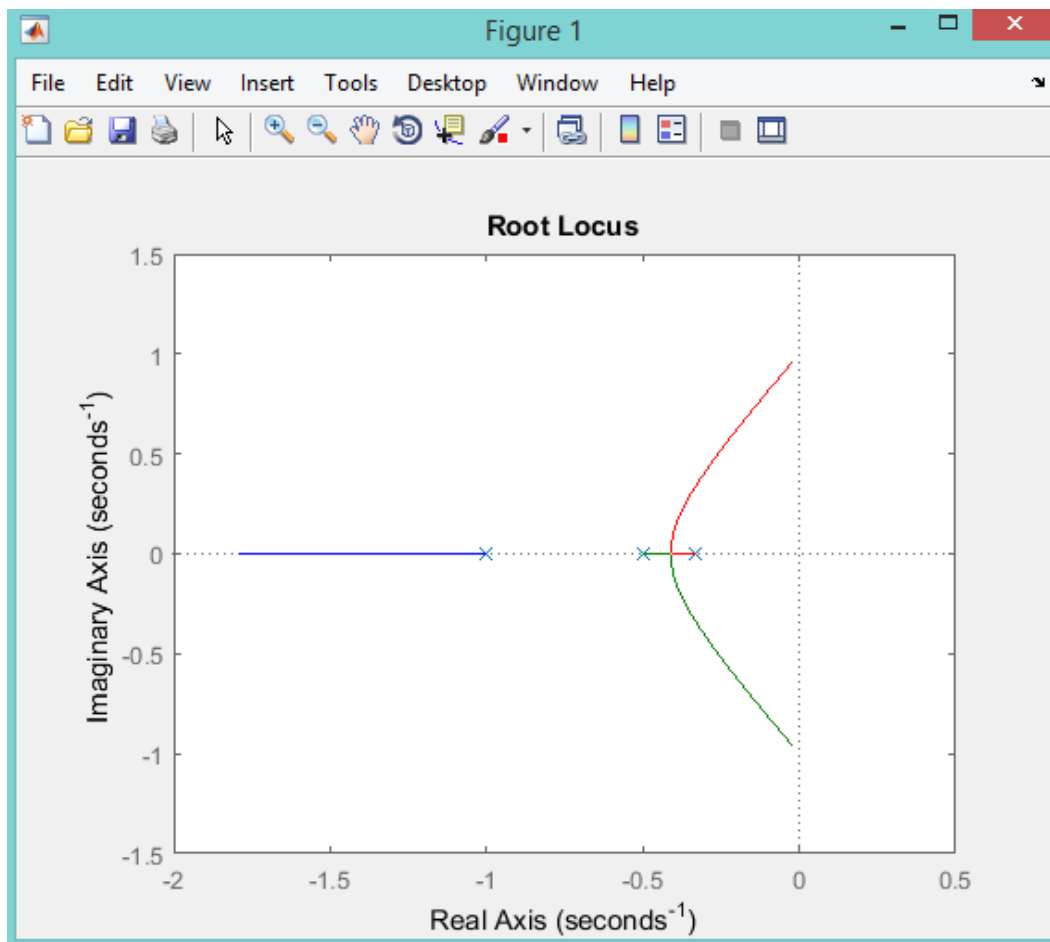 Figure 1
File Edit View Insert Tools Desktop Window Help
Root Locus
1.5
1
0.5
0
-0.5
-1
-1.5
Imaginary Axis (seconds⁻¹)
-2 -1.5 -1 -0.5 0 0.5
Real Axis (seconds⁻¹)